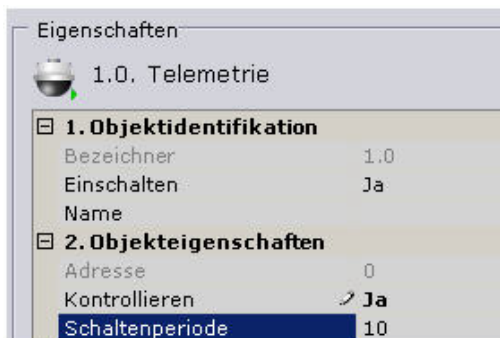 Eigenschaften
1.0. Telemetrie
1. Objektidentifikation
Bezeichner 1.0
Einschalten Ja
Name
2. Objekteigenschaften
Adresse 0
Kontrollieren Ja
Schaltenperiode 10